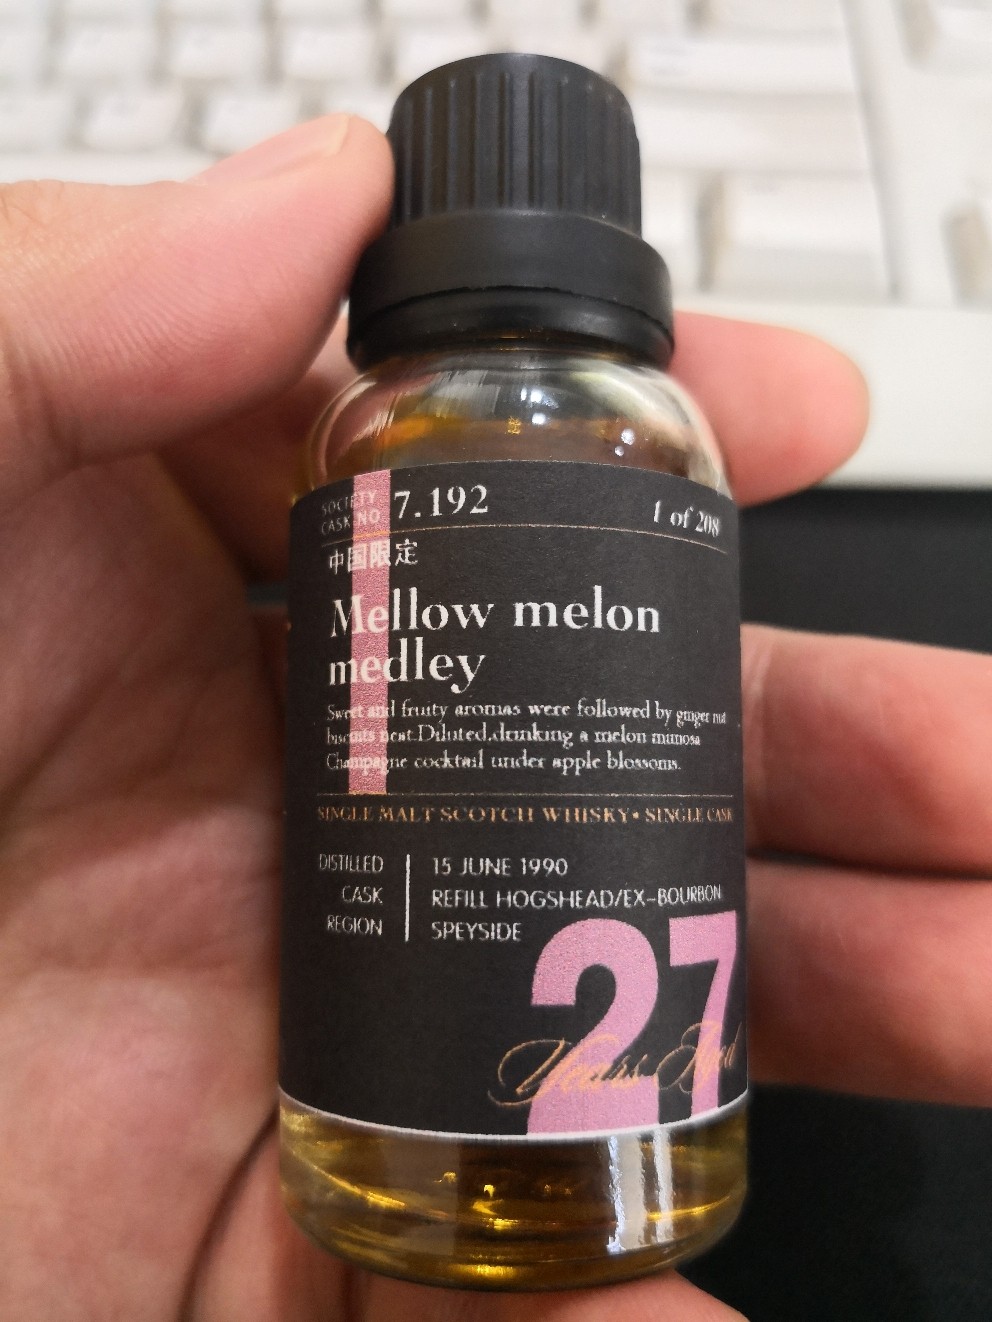 SOCIETY
CASK NO 7.192
1 of 208
中国限定
Mellow melon
medley
Sweet and fruity aromas were followed by ginger nut
biscuits neat.Diluted,drinking a melon mimosa
Champagne cocktail under apple blossoms.
SINGLE MALT SCOTCH WHISKY• SINGLE CASK
DISTILLED 15 JUNE 1990
CASK REFILL HOGSHEAD/EX-BOURBON
REGION SPEYSIDE
27
Years Aged